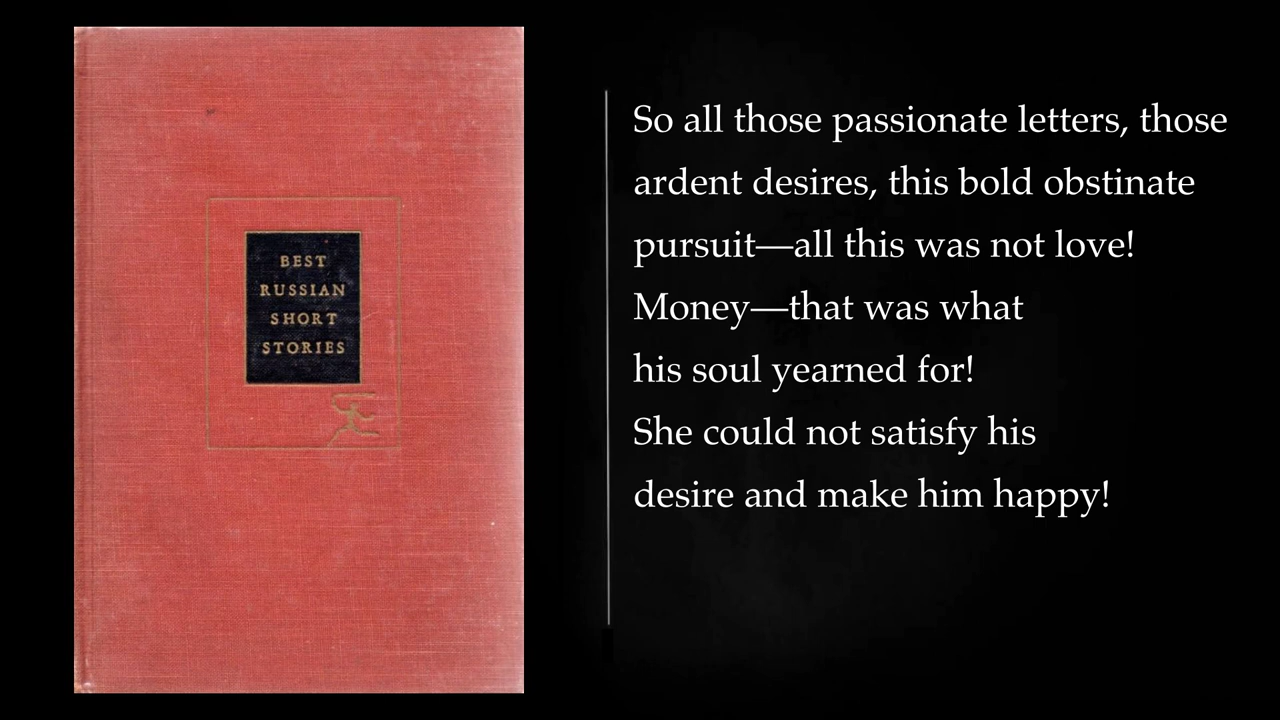 BEST
RUSSIAN
SHORT
STORIES
So all those passionate letters, those
ardent desires, this bold obstinate
pursuit—all this was not love!
Money—that was what
his soul yearned for!
She could not satisfy his
desire and make him happy!